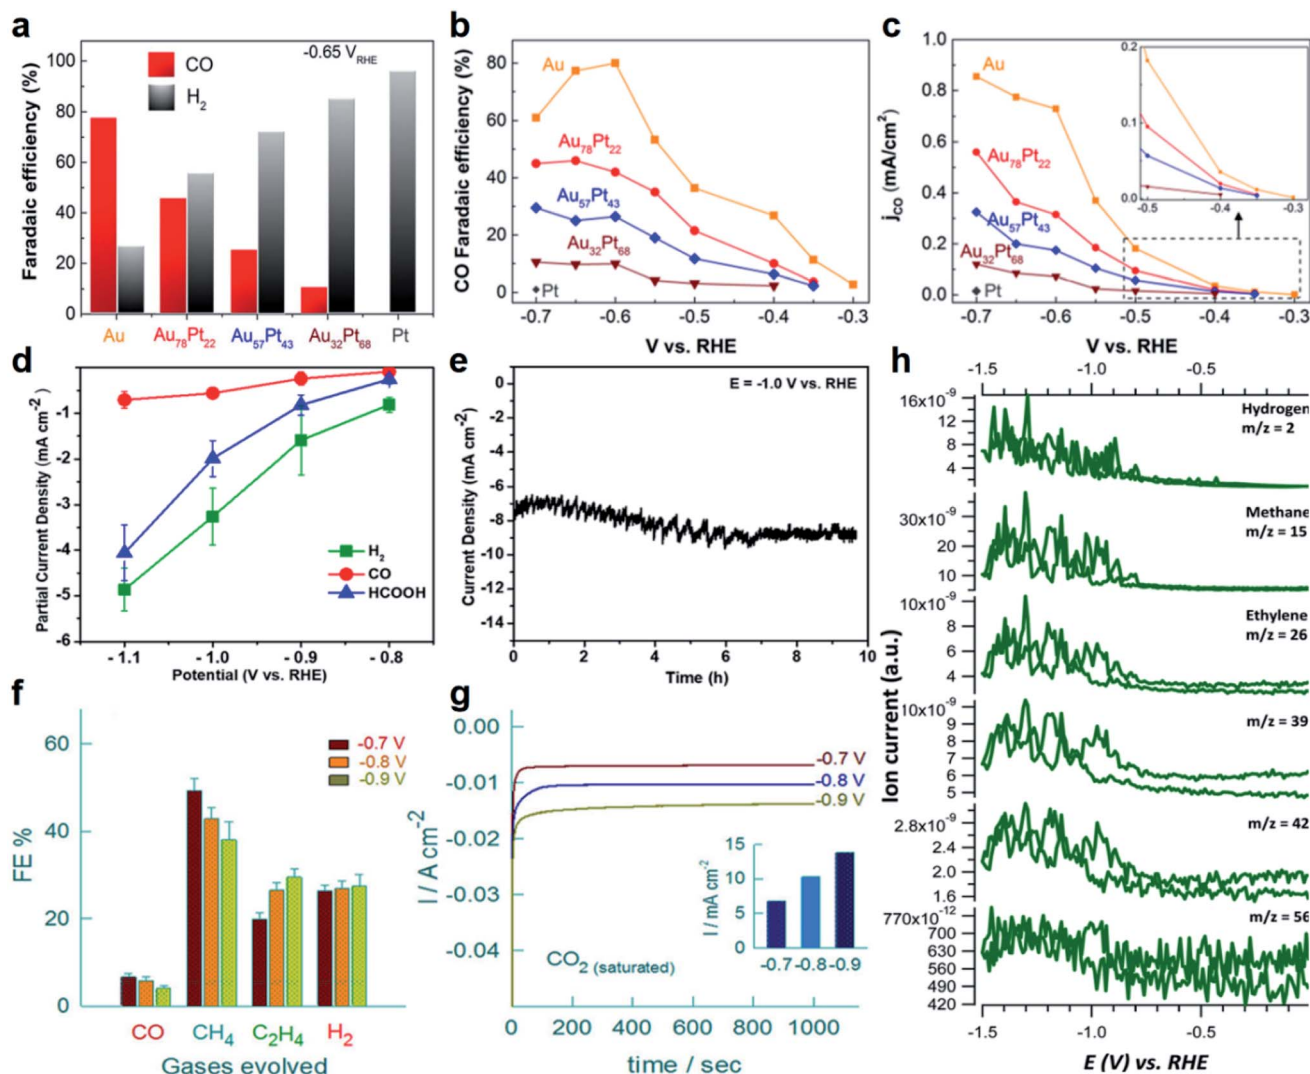 a
-0.65 V_RHE
CO
H2
Faradaic efficiency (%)
100
80
60
40
20
0
Au
Au78Pt22
Au57Pt43
Au32Pt68
Pt
b
CO Faradaic efficiency (%)
80
60
40
20
0
Au
Au78Pt22
Au57Pt43
Au32Pt68
Pt
-0.7
-0.6
-0.5
-0.4
-0.3
V vs. RHE
c
jCO (mA/cm²)
1.0
0.8
0.6
0.4
0.2
0.0
Au
Au78Pt22
Au57Pt43
Au32Pt68
Pt
0.2
0.1
0.0
-0.5
-0.4
-0.3
-0.7
-0.6
-0.5
-0.4
-0.3
V vs. RHE
d
Partial Current Density (mA cm⁻²)
-1
-2
-3
-4
-5
-6
H2
CO
HCOOH
-1.1
-1.0
-0.9
-0.8
Potential (V vs. RHE)
e
E = -1.0 V vs. RHE
Current Density (mA cm⁻²)
0
-2
-4
-6
-8
-10
-12
-14
0
2
4
6
8
10
Time (h)
f
FE %
60
40
20
0
-0.7 V
-0.8 V
-0.9 V
CO
CH4
C2H4
H2
Gases evolved
g
I / A cm⁻²
0.00
-0.01
-0.02
-0.03
-0.04
-0.7 V
-0.8 V
-0.9 V
I / mA cm⁻²
15
10
5
0
-0.7 -0.8 -0.9
CO2 (saturated)
0
200
400
600
800
1000
time / sec
h
-1.5
-1.0
-0.5
Ion current (a.u.)
16x10⁻⁹
12
8
4
Hydrogen
m/z = 2
30x10⁻⁹
20
10
Methane
m/z = 15
10x10⁻⁹
8
6
4
Ethylene
m/z = 26
10x10⁻⁹
9
8
7
6
5
m/z = 39
2.8x10⁻⁹
2.4
2.0
1.6
m/z = 42
770x10⁻¹²
700
630
560
490
420
m/z = 56
-1.5
-1.0
-0.5
E (V) vs. RHE